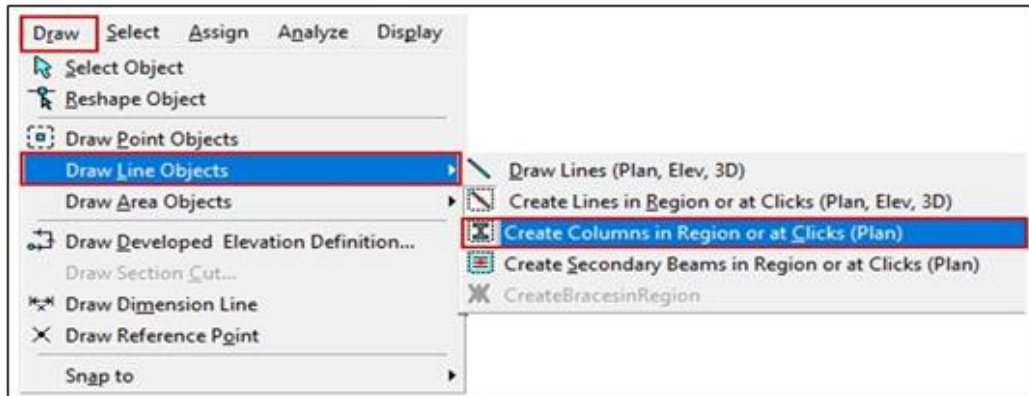 Draw Select Assign Analyze Display
Select Object
Reshape Object
Draw Point Objects
Draw Line Objects
Draw Area Objects
Draw Developed Elevation Definition...
Draw Section Cut...
Draw Dimension Line
Draw Reference Point
Snap to
Draw Lines (Plan, Elev, 3D)
Create Lines in Region or at Clicks (Plan, Elev, 3D)
Create Columns in Region or at Clicks (Plan)
Create Secondary Beams in Region or at Clicks (Plan)
CreateBracesinRegion